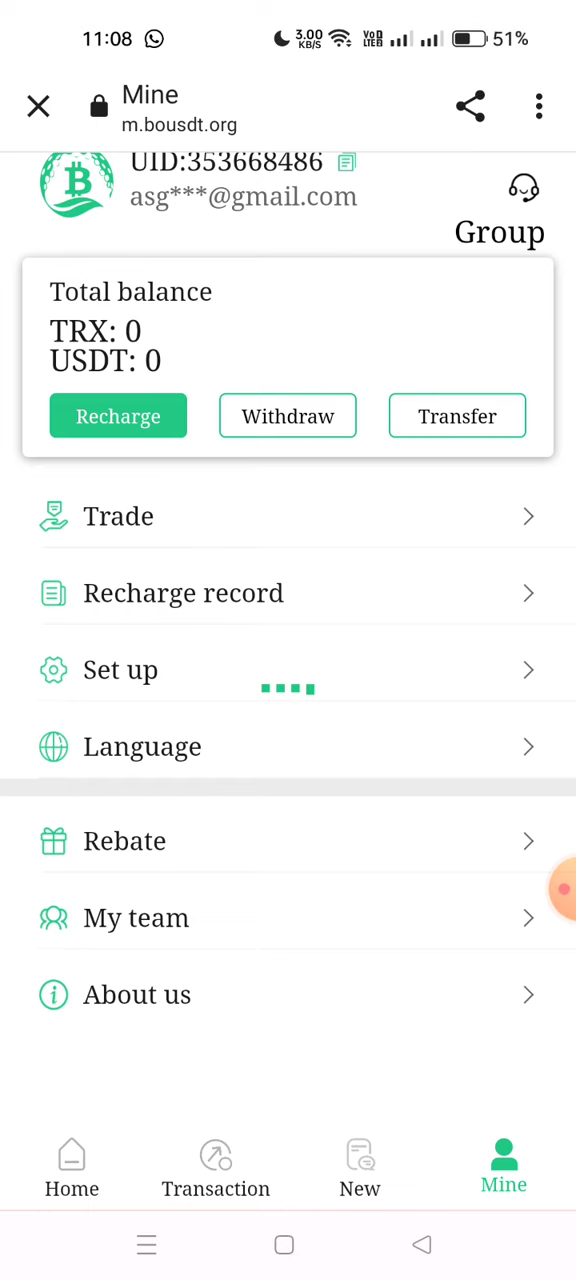 11:08
3.00 KB/S
Vo LTE2
51%
Mine
m.bousdt.org
UID:353668486
asg***@gmail.com
Group
Total balance
TRX: 0
USDT: 0
Recharge Withdraw Transfer
Trade
Recharge record
Set up
Language
Rebate
My team
About us
Home Transaction New Mine